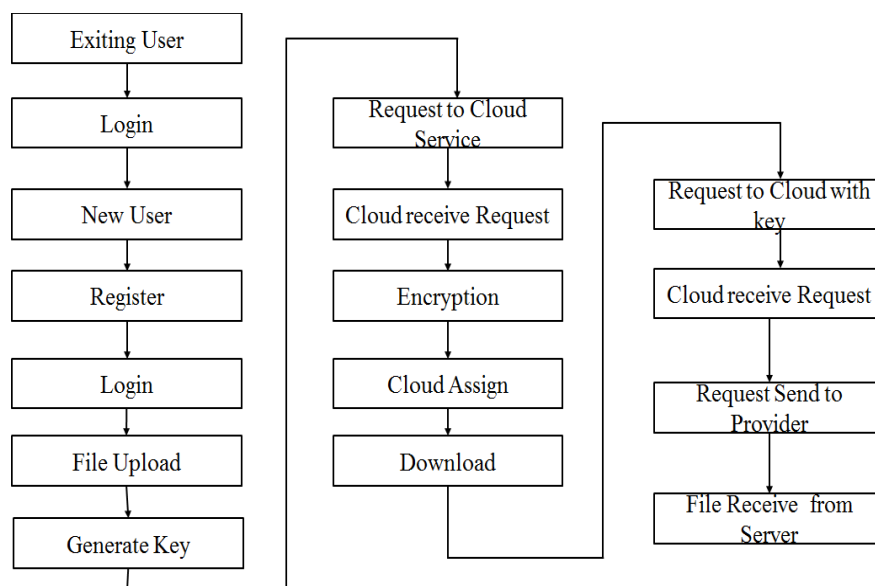 Exiting User
Login
New User
Register
Login
File Upload
Generate Key
Request to Cloud
Service
Cloud receive Request
Encryption
Cloud Assign
Download
Request to Cloud with
key
Cloud receive Request
Request Send to
Provider
File Receive from
Server